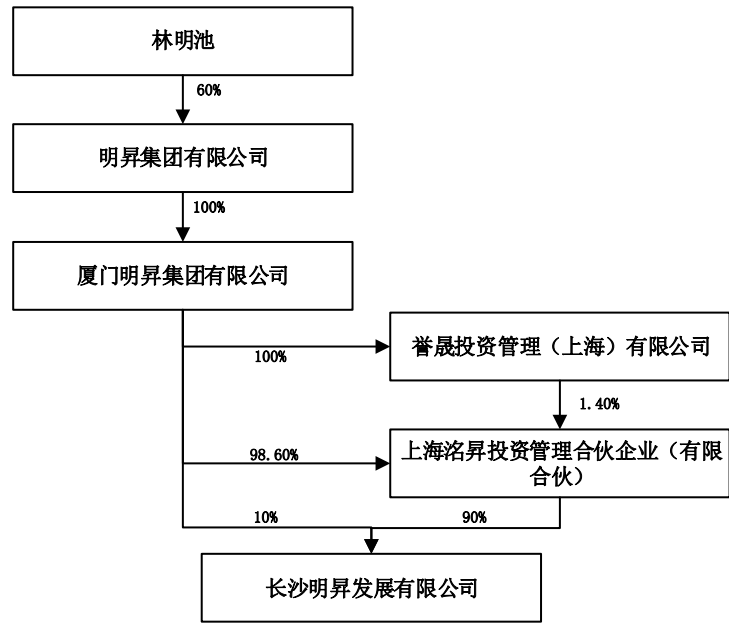 林明池
60%
明昇集团有限公司
100%
厦门明昇集团有限公司
誉晟投资管理（上海）有限公司
100%
1.40%
98.60%
上海洺昇投资管理合伙企业（有限
合伙）
10%
90%
长沙明昇发展有限公司